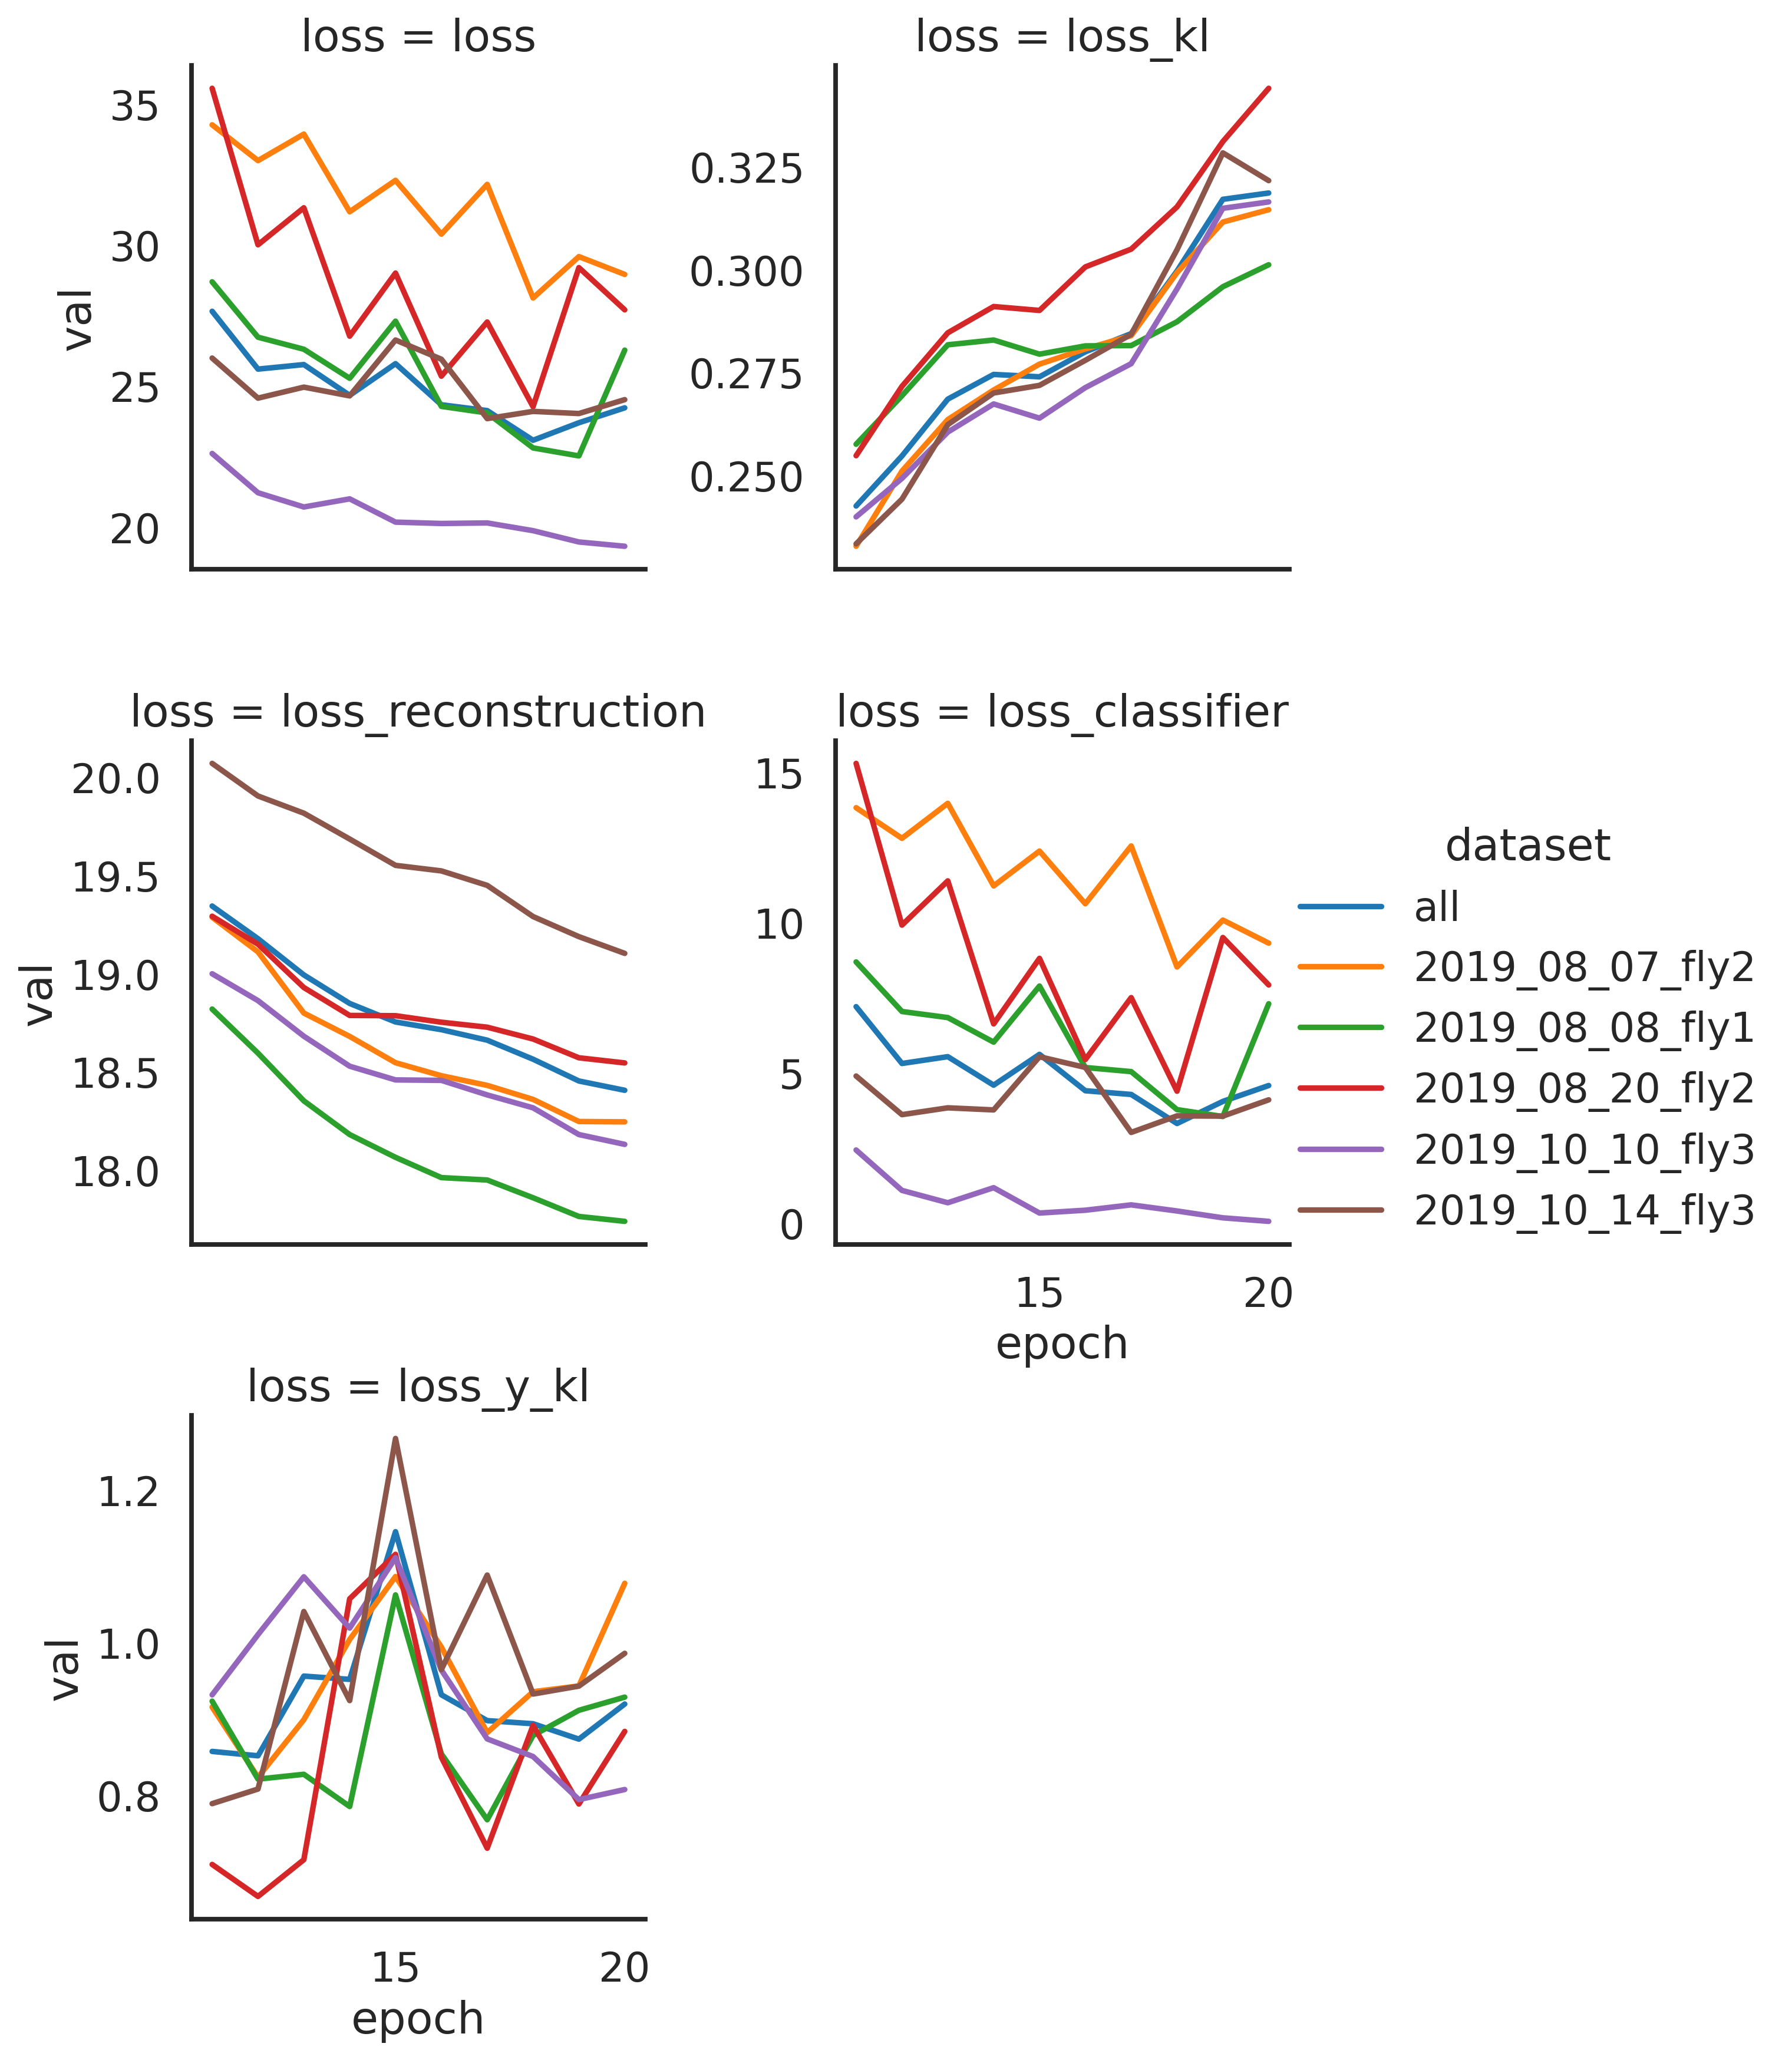 loss = loss
35
30
25
20
val
loss = loss_kl
0.325
0.300
0.275
0.250
loss = loss_reconstruction
20.0
19.5
19.0
18.5
18.0
val
loss = loss_classifier
15
10
5
0
15 20
epoch
dataset
all
2019_08_07_fly2
2019_08_08_fly1
2019_08_20_fly2
2019_10_10_fly3
2019_10_14_fly3
loss = loss_y_kl
1.2
1.0
0.8
val
15 20
epoch